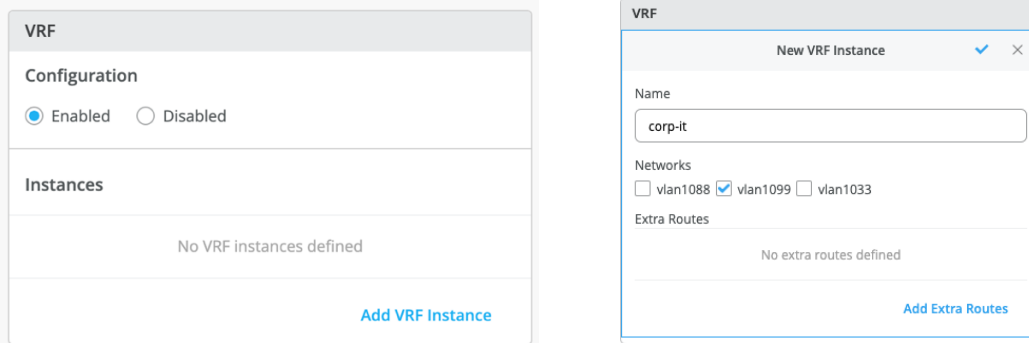 VRF
Configuration
Enabled Disabled
Instances
No VRF instances defined
Add VRF Instance
VRF
New VRF Instance
Name
corp-it
Networks
vlan1088 vlan1099 vlan1033
Extra Routes
No extra routes defined
Add Extra Routes